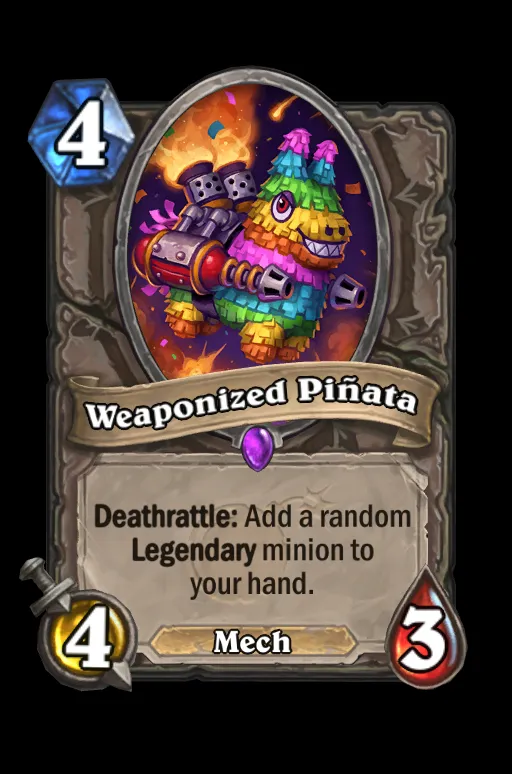 4
Weaponized Piñata
Deathrattle: Add a random
Legendary minion to
your hand.
4
Mech
3